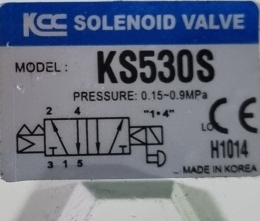 KCC SOLENOID VALVE
MODEL : KS530S
PRESSURE: 0.15~0.9MPa
2 4 "1·4"
LO CE
3 1 5 H1014
MADE IN KOREA